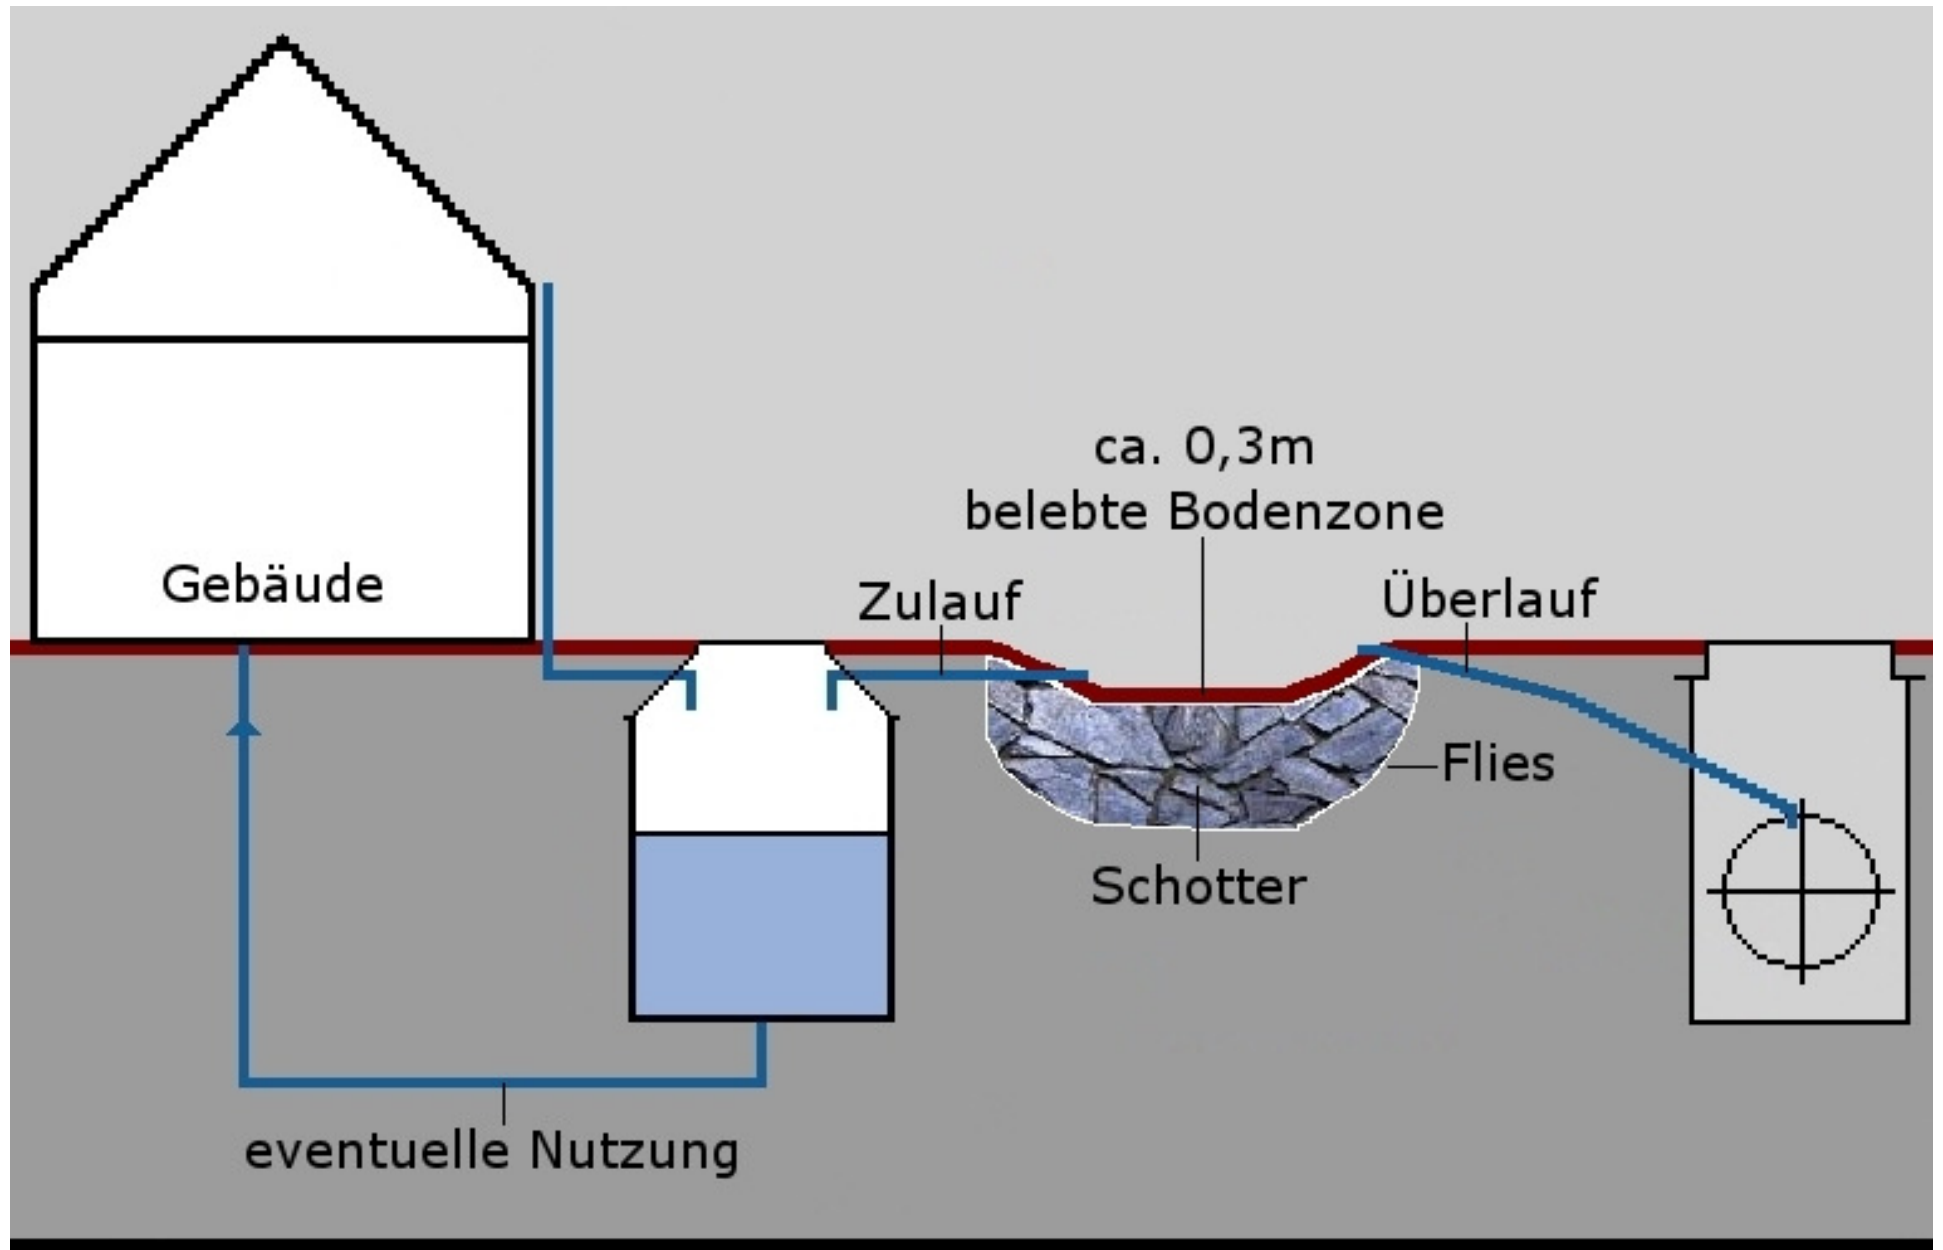 ca. 0,3m
belebte Bodenzone
Gebäude
Zulauf
Überlauf
Flies
Schotter
eventuelle Nutzung